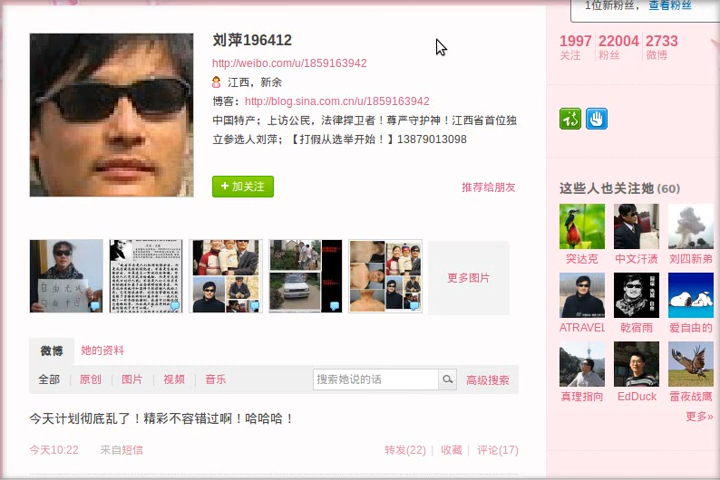 1位新粉丝，查看粉丝
刘萍196412
http://weibo.com/u/1859163942
江西，新余
博客：http://blog.sina.com.cn/u/1859163942
中国特产；上访公民，法律捍卫者！尊严守护神！江西省首位独
立参选人刘萍；【打假从选举开始！】13879013098
+ 加关注
推荐给朋友
1997 22004 2733
关注 粉丝 微博
这些人也关注她 (60)
突达克 中文汗渍 刘四新弟
ATRAVEL 乾宿雨 爱自由的
真理指向 EdDuck 雷夜战鹰
更多»
更多图片
微博 她的资料
全部 原创 图片 视频 音乐
搜索她说的话
高级搜索
今天计划彻底乱了！精彩不容错过啊！哈哈哈！
今天10:22 来自短信
转发(22) 收藏 评论(17)